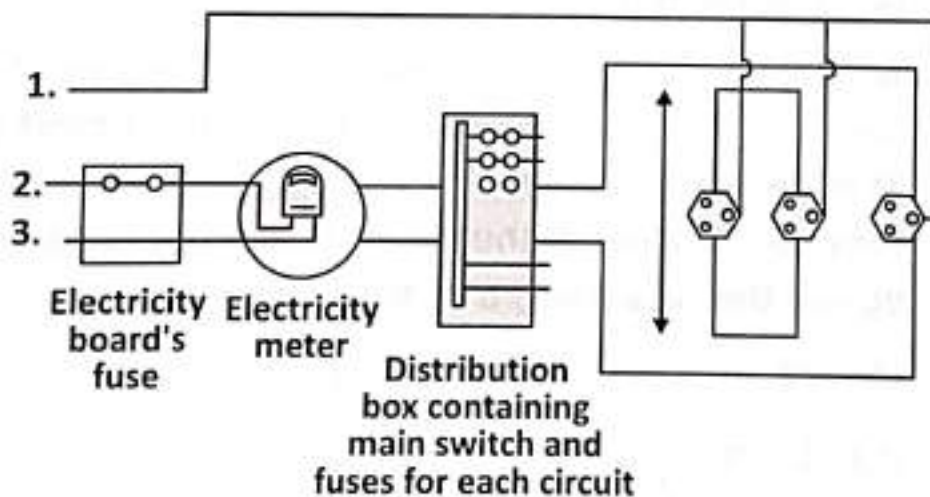 1.
2.
3.
Electricity
board's
fuse
Electricity
meter
Distribution
box containing
main switch and
fuses for each circuit